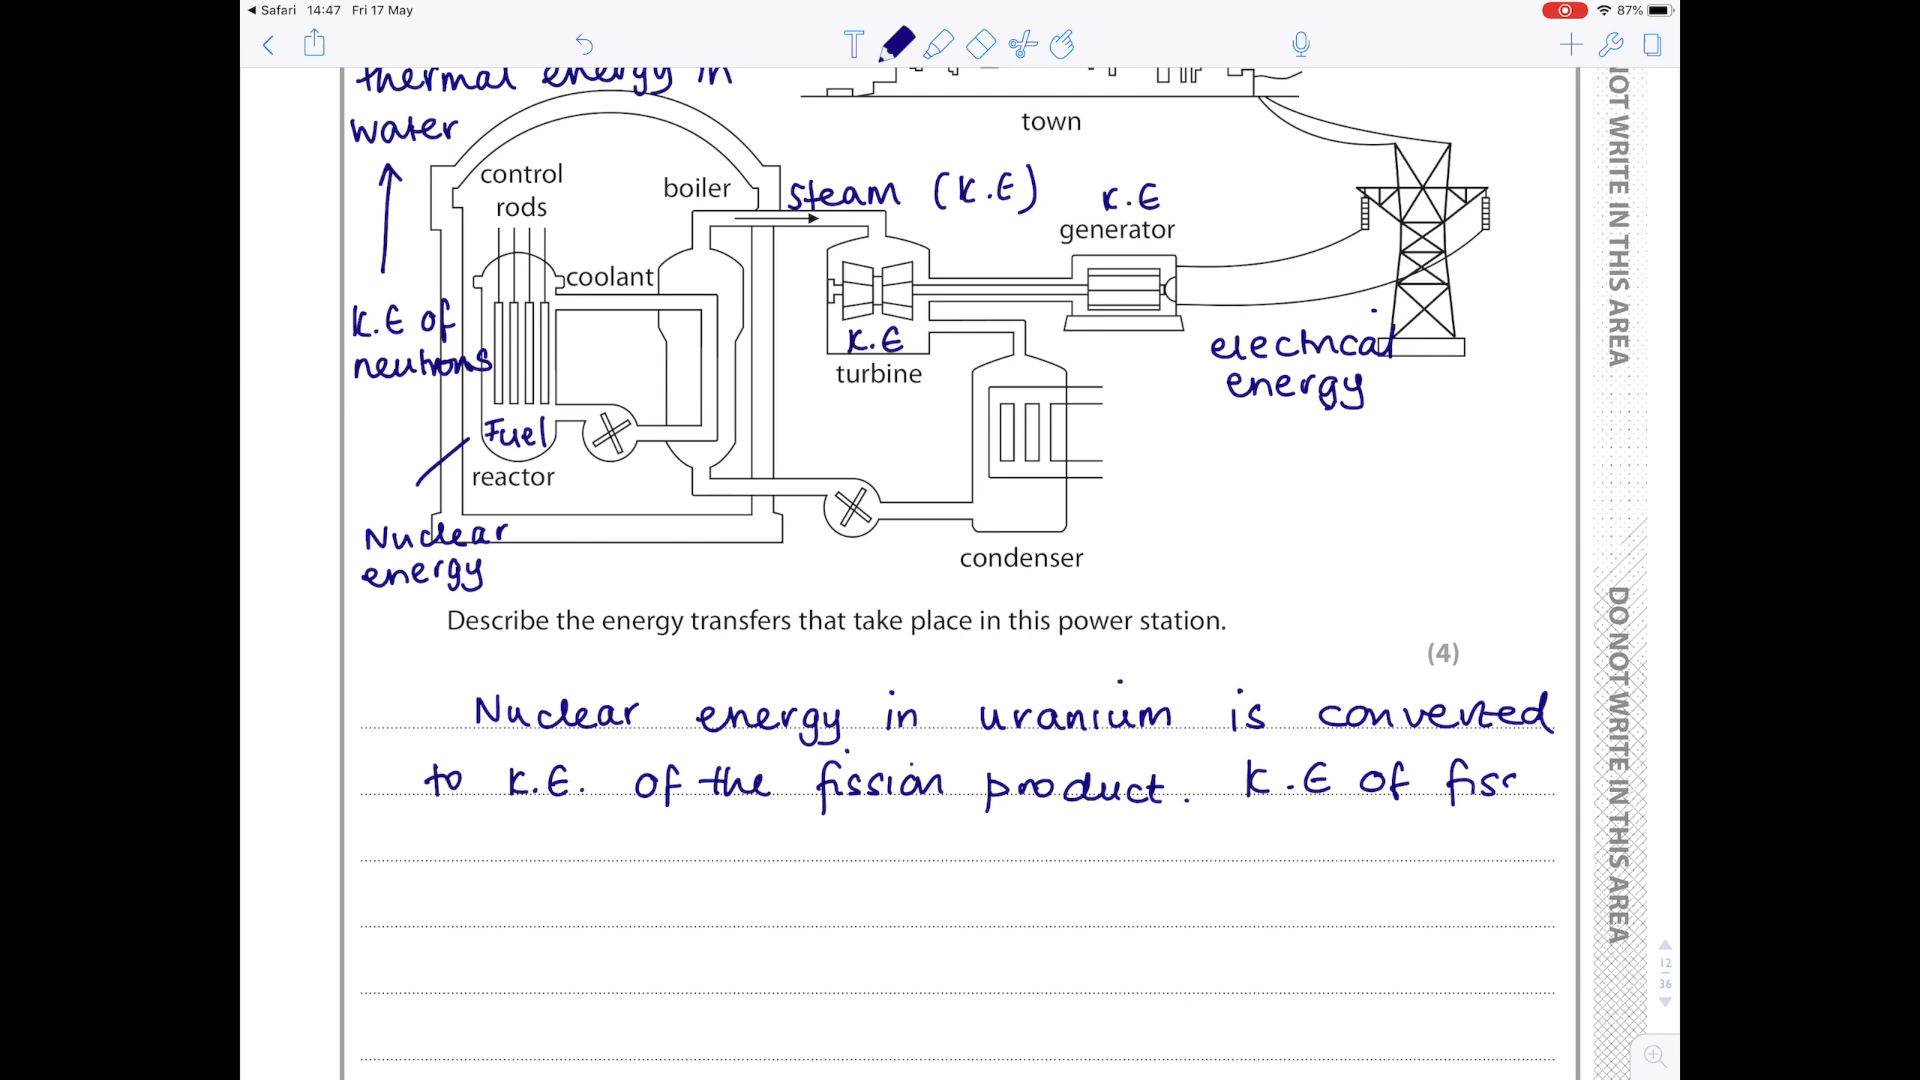 Safari 14:47 Fri 17 May
87%
T
thermal energy in
water
town
control
rods
boiler
steam (K.E)
K.E
generator
coolant
K.E of
neutrons
K.E
turbine
electrical
energy
Fuel
reactor
Nuclear
energy
condenser
Describe the energy transfers that take place in this power station.
(4)
Nuclear energy in uranium is converted
to K.E. of the fission product. K.E of fiss
NOT WRITE IN THIS AREA
DO NOT WRITE IN THIS AREA
12
36